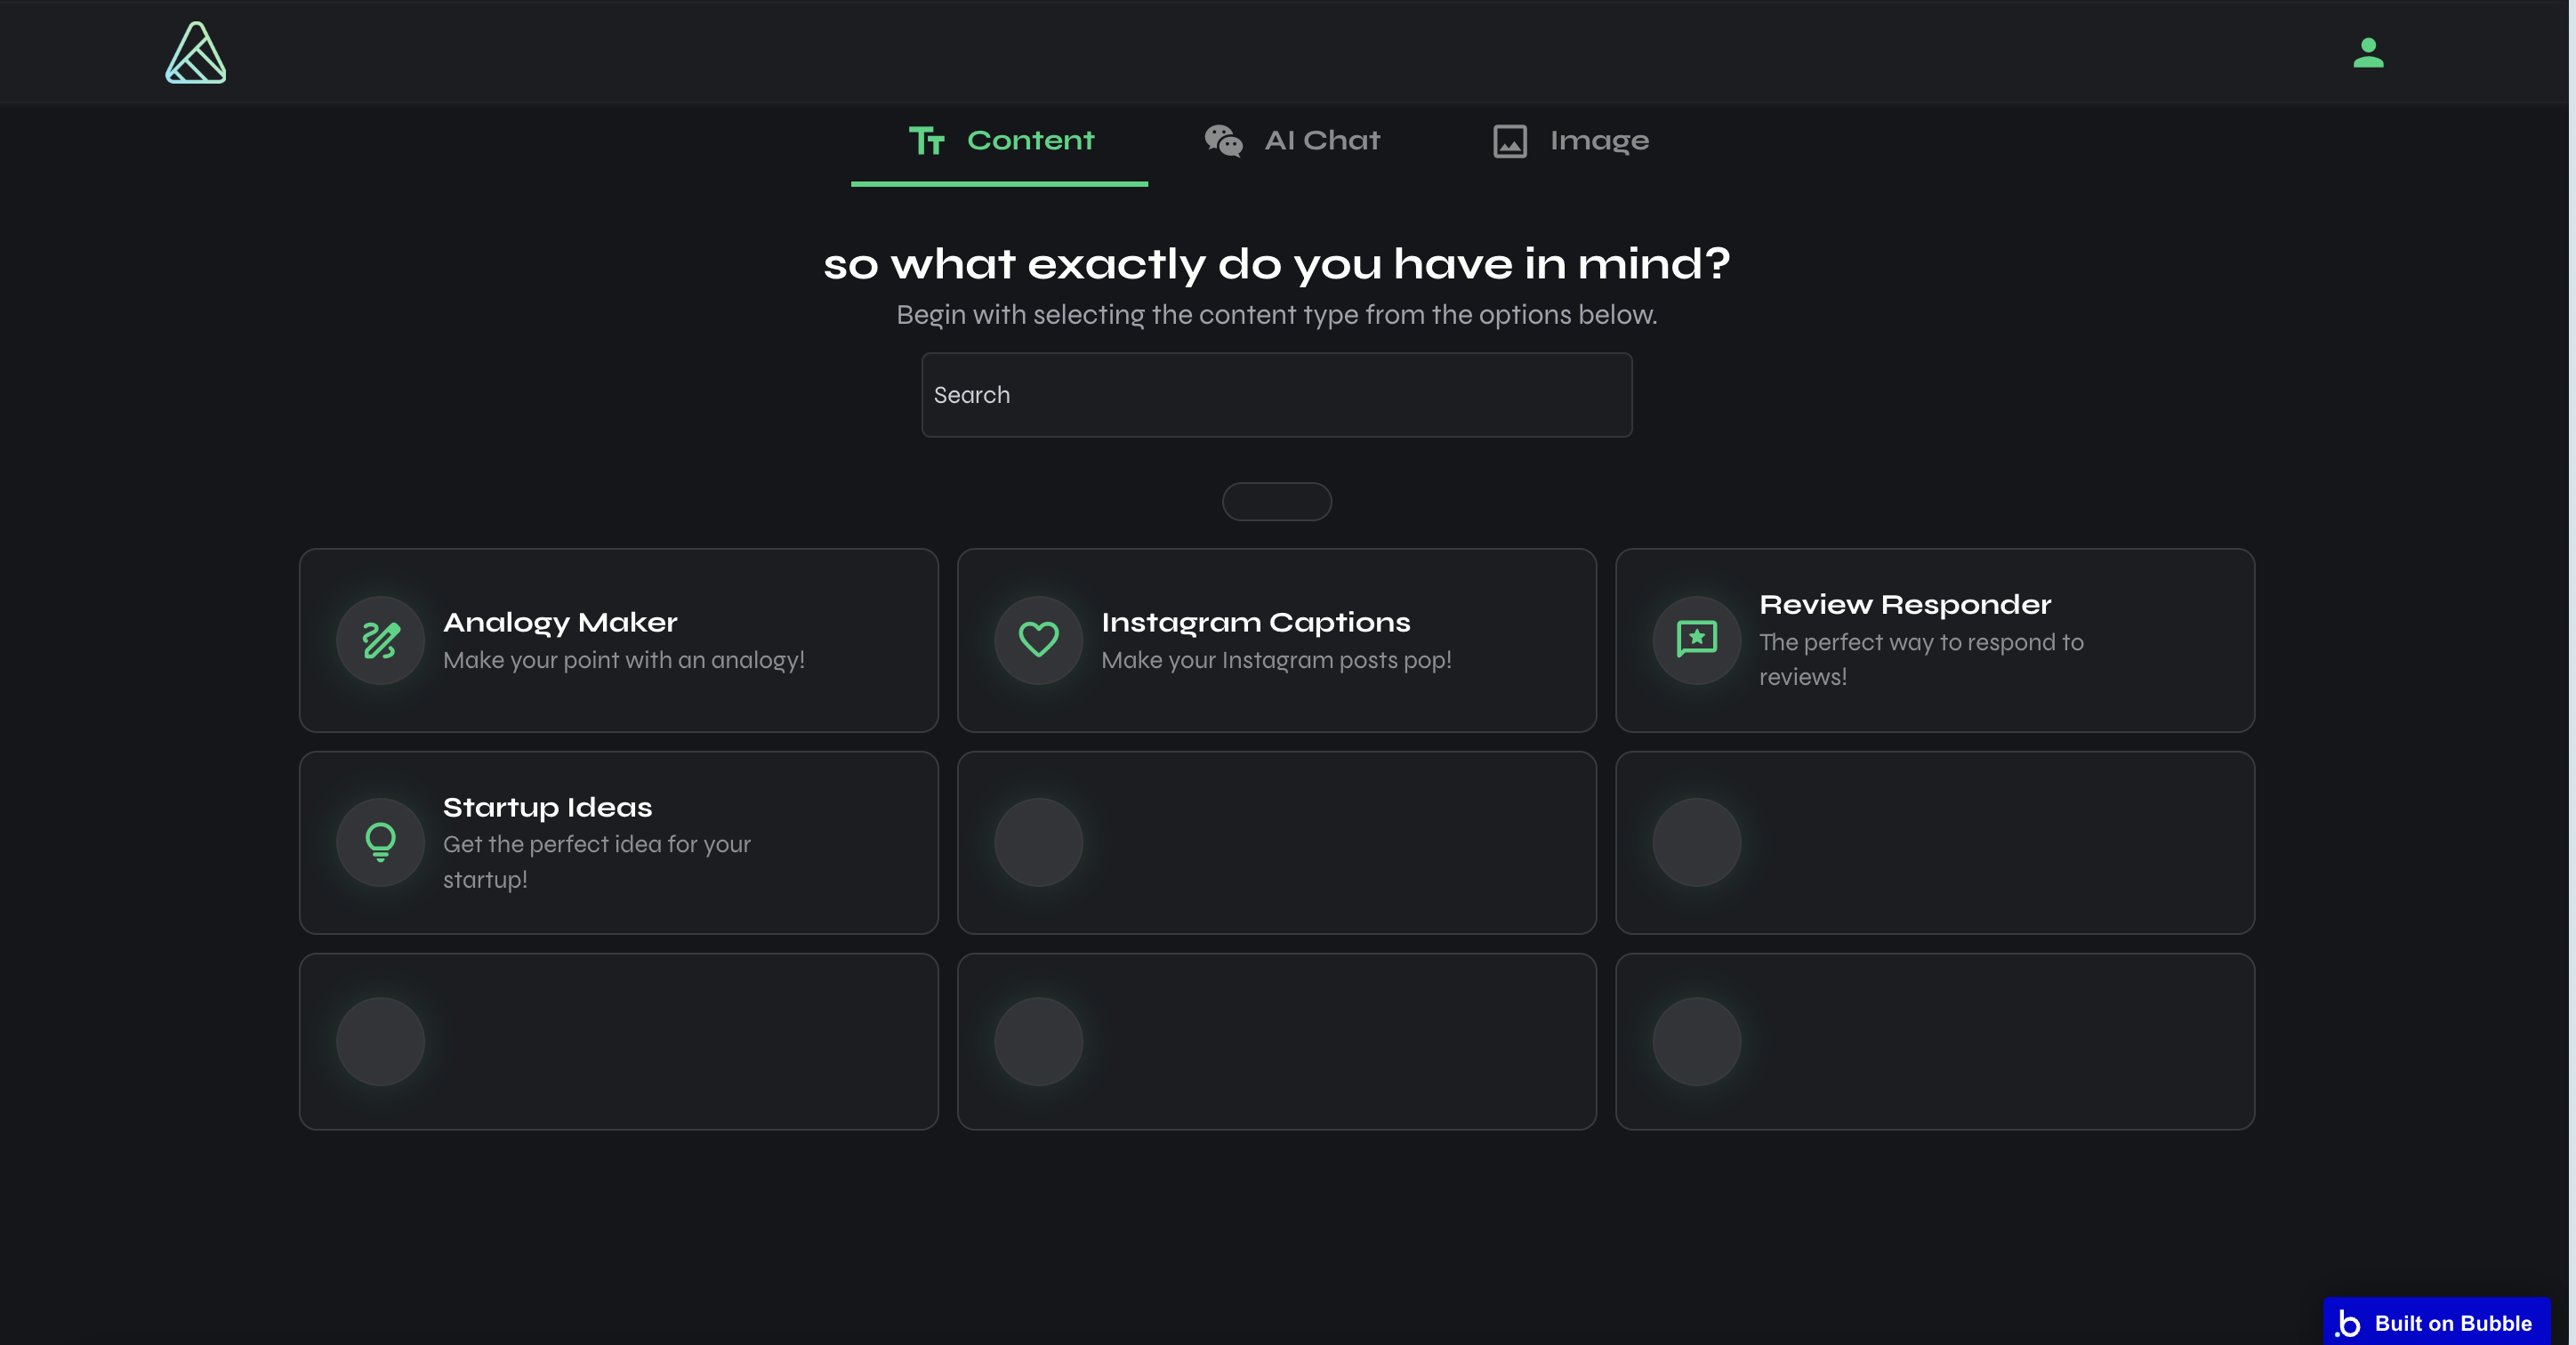 Content
AI Chat
Image
so what exactly do you have in mind?
Begin with selecting the content type from the options below.
Search
Analogy Maker
Make your point with an analogy!
Instagram Captions
Make your Instagram posts pop!
Review Responder
The perfect way to respond to
reviews!
Startup Ideas
Get the perfect idea for your
startup!
Built on Bubble